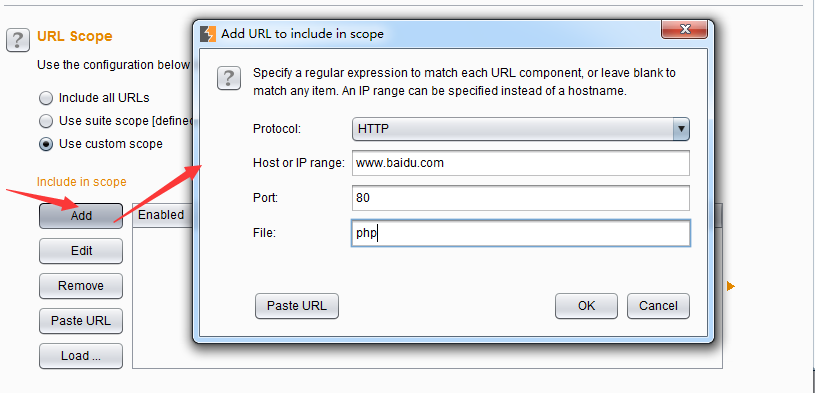 URL Scope
Use the configuration below
Include all URLs
Use suite scope [defined
Use custom scope
Include in scope
Add
Edit
Remove
Paste URL
Load ...
Enabled
Add URL to include in scope
Specify a regular expression to match each URL component, or leave blank to
match any item. An IP range can be specified instead of a hostname.
Protocol: HTTP
Host or IP range: www.baidu.com
Port: 80
File: php
Paste URL OK Cancel